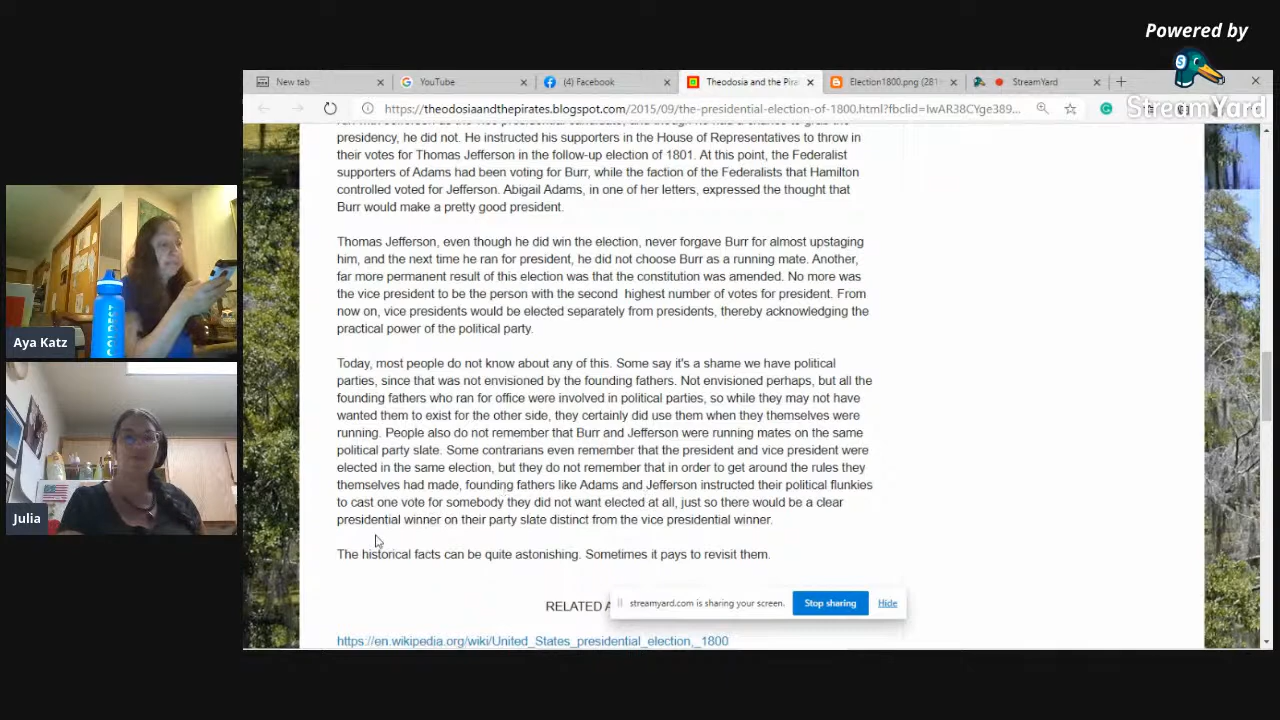 Powered by
StreamYard
New tab
YouTube
(4) Facebook
Theodosia and the Pira
Election1800.png (281
StreamYard
https://theodosiaandthepirates.blogspot.com/2015/09/the-presidential-election-of-1800.html?fbclid=IwAR38CYge389...
presidency, he did not. He instructed his supporters in the House of Representatives to throw in
their votes for Thomas Jefferson in the follow-up election of 1801. At this point, the Federalist
supporters of Adams had been voting for Burr, while the faction of the Federalists that Hamilton
controlled voted for Jefferson. Abigail Adams, in one of her letters, expressed the thought that
Burr would make a pretty good president.
Thomas Jefferson, even though he did win the election, never forgave Burr for almost upstaging
him, and the next time he ran for president, he did not choose Burr as a running mate. Another,
far more permanent result of this election was that the constitution was amended. No more was
the vice president to be the person with the second highest number of votes for president. From
now on, vice presidents would be elected separately from presidents, thereby acknowledging the
practical power of the political party.
Today, most people do not know about any of this. Some say it's a shame we have political
parties, since that was not envisioned by the founding fathers. Not envisioned perhaps, but all the
founding fathers who ran for office were involved in political parties, so while they may not have
wanted them to exist for the other side, they certainly did use them when they themselves were
running. People also do not remember that Burr and Jefferson were running mates on the same
political party slate. Some contrarians even remember that the president and vice president were
elected in the same election, but they do not remember that in order to get around the rules they
themselves had made, founding fathers like Adams and Jefferson instructed their political flunkies
to cast one vote for somebody they did not want elected at all, just so there would be a clear
presidential winner on their party slate distinct from the vice presidential winner.
The historical facts can be quite astonishing. Sometimes it pays to revisit them.
RELATED A
streamyard.com is sharing your screen.
Stop sharing
Hide
https://en.wikipedia.org/wiki/United_States_presidential_election,_1800
Aya Katz
Julia